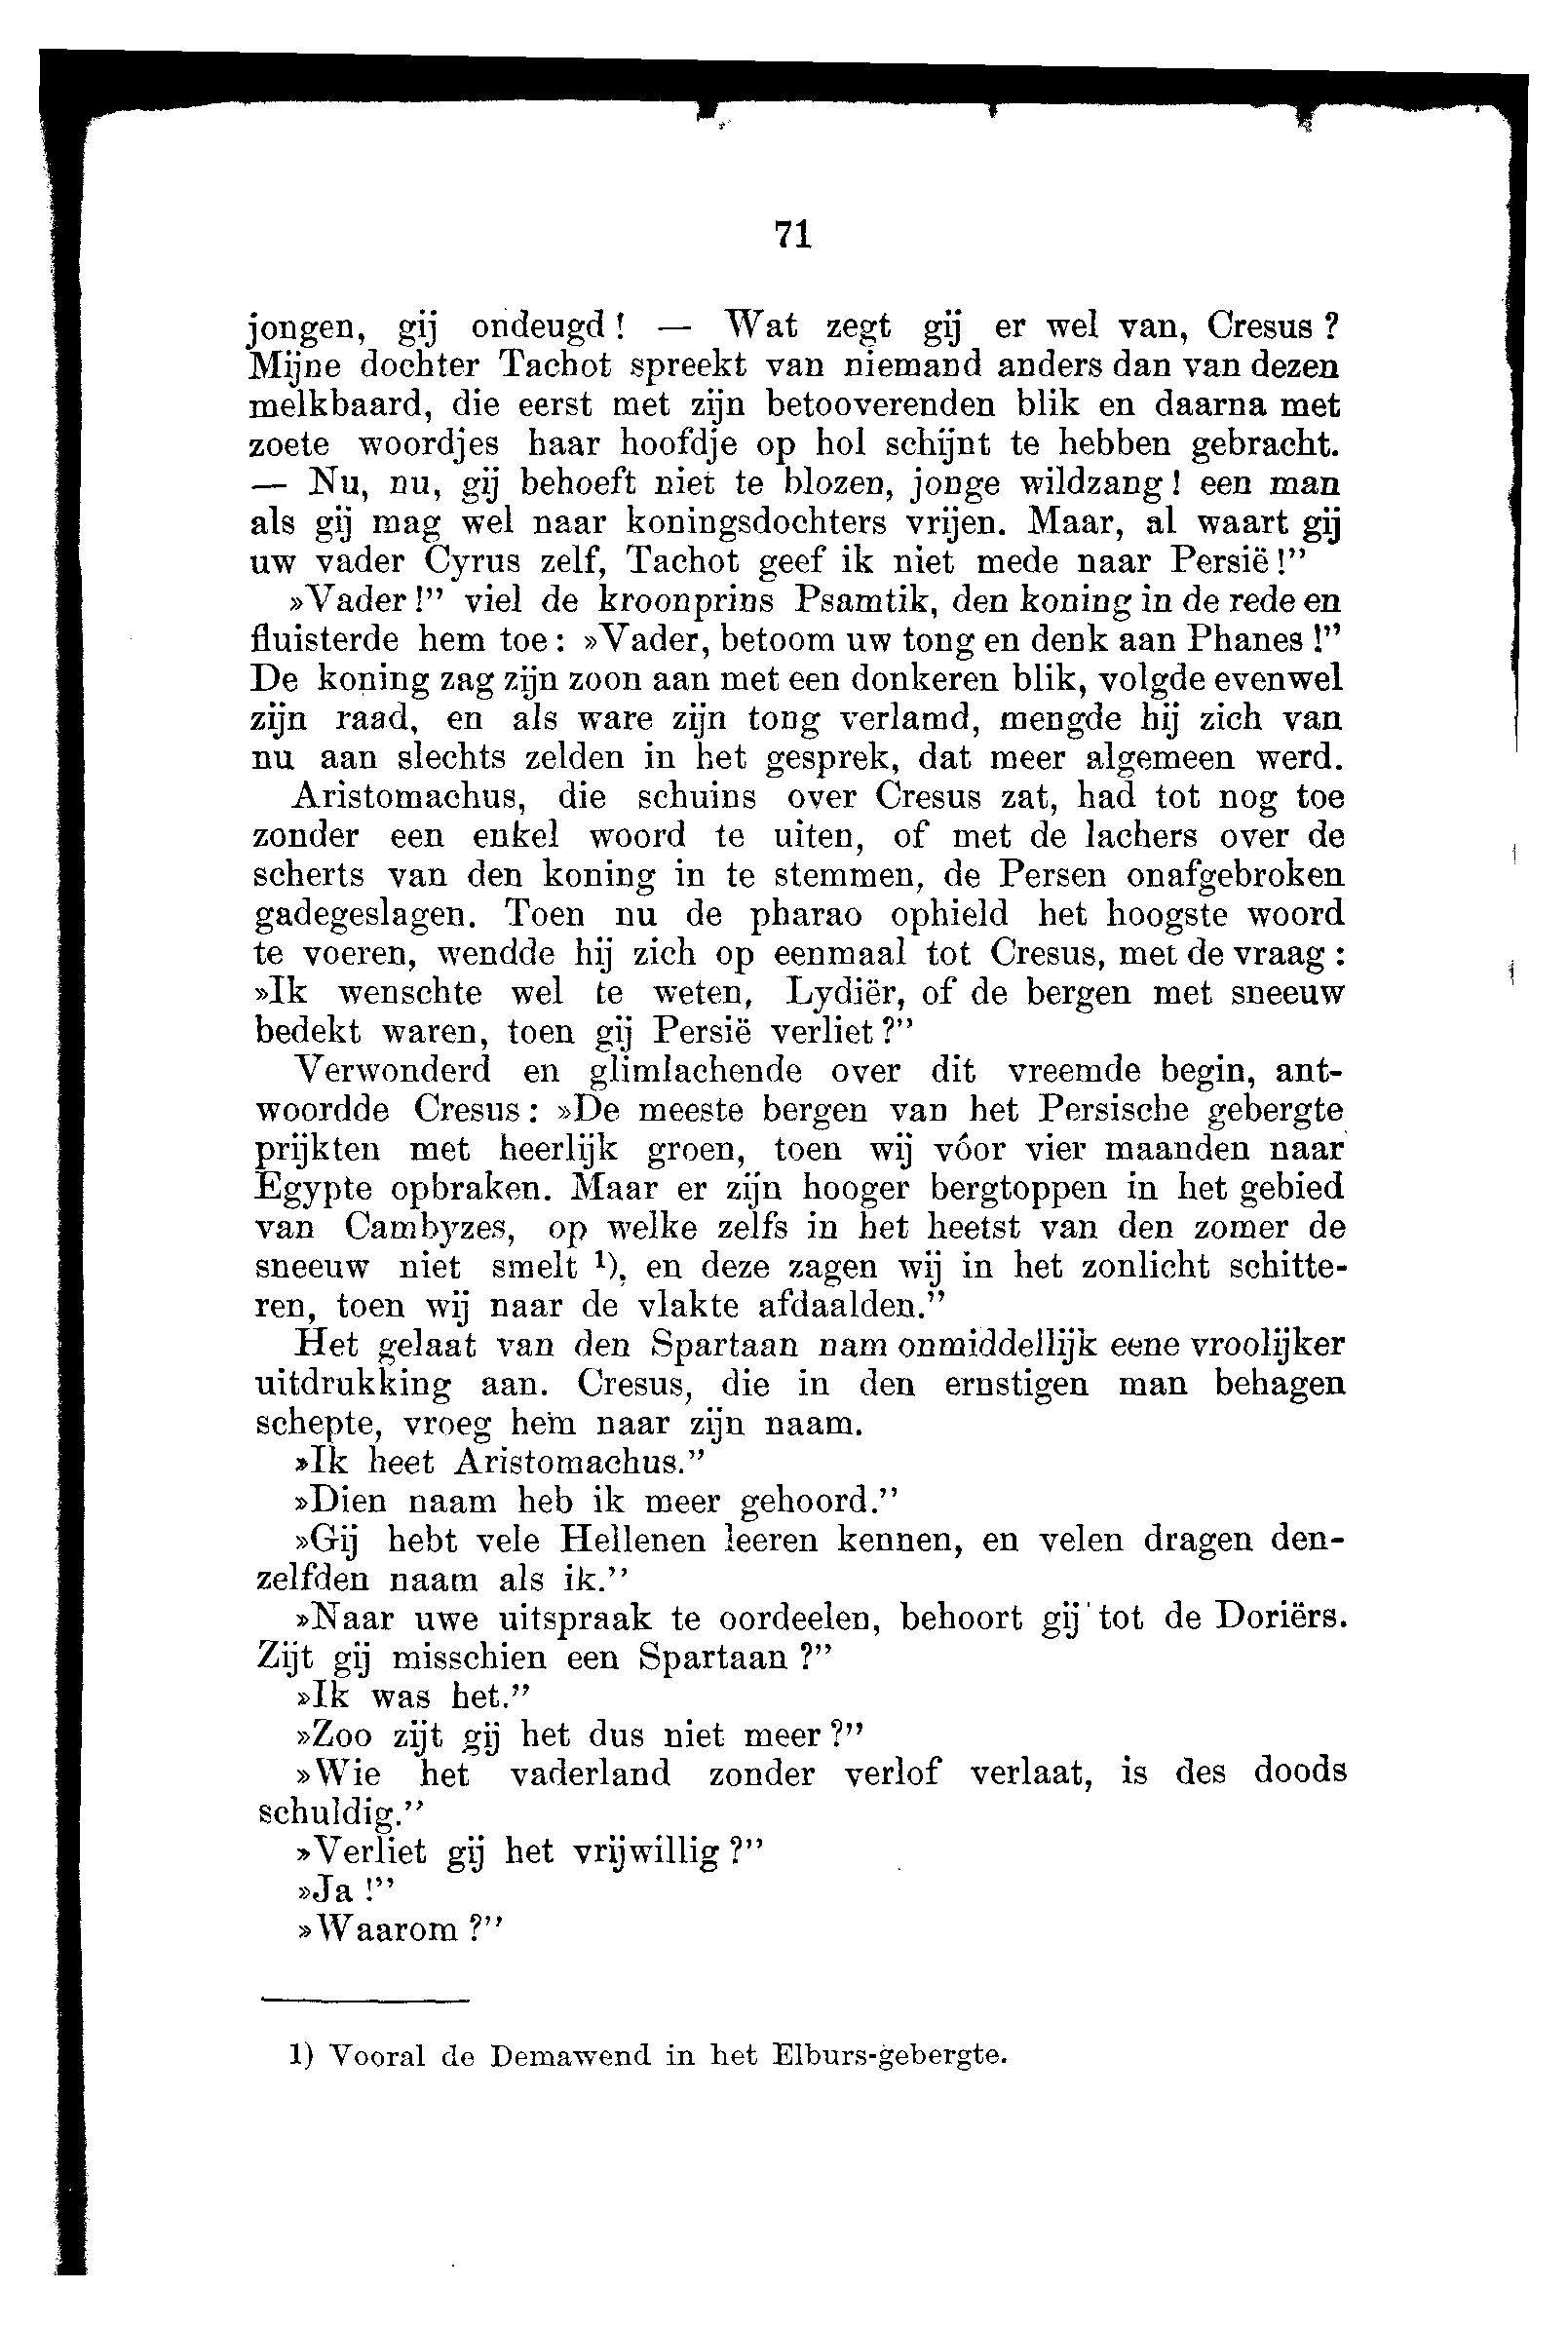 71
jongen, gij ondeugd! — Wat zegt gij er wel van, Cresus?
Mijne dochter Tachot spreekt van niemand anders dan van dezen
melkbaard, die eerst met zijn betooverenden blik en daarna met
zoete woordjes haar hoofdje op hol schijnt te hebben gebracht.
— Nu, nu, gij behoeft niet te blozen, jonge wildzang! een man
als gij mag wel naar koningsdochters vrijen. Maar, al waart gij
uw vader Cyrus zelf, Tachot geef ik niet mede naar Persië!”
»Vader!” viel de kroonprins Psamtik, den koning in de rede en
fluisterde hem toe: »Vader, betoom uw tong en denk aan Phanes!”
De koning zag zijn zoon aan met een donkeren blik, volgde evenwel
zijn raad, en als ware zijn tong verlamd, mengde hij zich van
nu aan slechts zelden in het gesprek, dat meer algemeen werd.
Aristomachus, die schuins over Cresus zat, had tot nog toe
zonder een enkel woord te uiten, of met de lachers over de
scherts van den koning in te stemmen, de Persen onafgebroken
gadegeslagen. Toen nu de pharao ophield het hoogste woord
te voeren, wendde hij zich op eenmaal tot Cresus, met de vraag:
»Ik wenschte wel te weten, Lydiër, of de bergen met sneeuw
bedekt waren, toen gij Persië verliet?”
Verwonderd en glimlachende over dit vreemde begin, ant-
woordde Cresus: »De meeste bergen van het Persische gebergte
prijkten met heerlijk groen, toen wij vóor vier maanden naar
Egypte opbraken. Maar er zijn hooger bergtoppen in het gebied
van Cambyzes, op welke zelfs in het heetst van den zomer de
sneeuw niet smelt ¹), en deze zagen wij in het zonlicht schitte-
ren, toen wij naar de vlakte afdaalden.”
Het gelaat van den Spartaan nam onmiddellijk eene vroolijker
uitdrukking aan. Cresus, die in den ernstigen man behagen
schepte, vroeg hem naar zijn naam.
»Ik heet Aristomachus.”
»Dien naam heb ik meer gehoord.”
»Gij hebt vele Hellenen leeren kennen, en velen dragen den-
zelfden naam als ik.”
»Naar uwe uitspraak te oordeelen, behoort gij tot de Doriërs.
Zijt gij misschien een Spartaan?”
»Ik was het.”
»Zoo zijt gij het dus niet meer?”
»Wie het vaderland zonder verlof verlaat, is des doods
schuldig.”
»Verliet gij het vrijwillig?”
»Ja!”
»Waarom?”
1) Vooral de Demawend in het Elburs-gebergte.